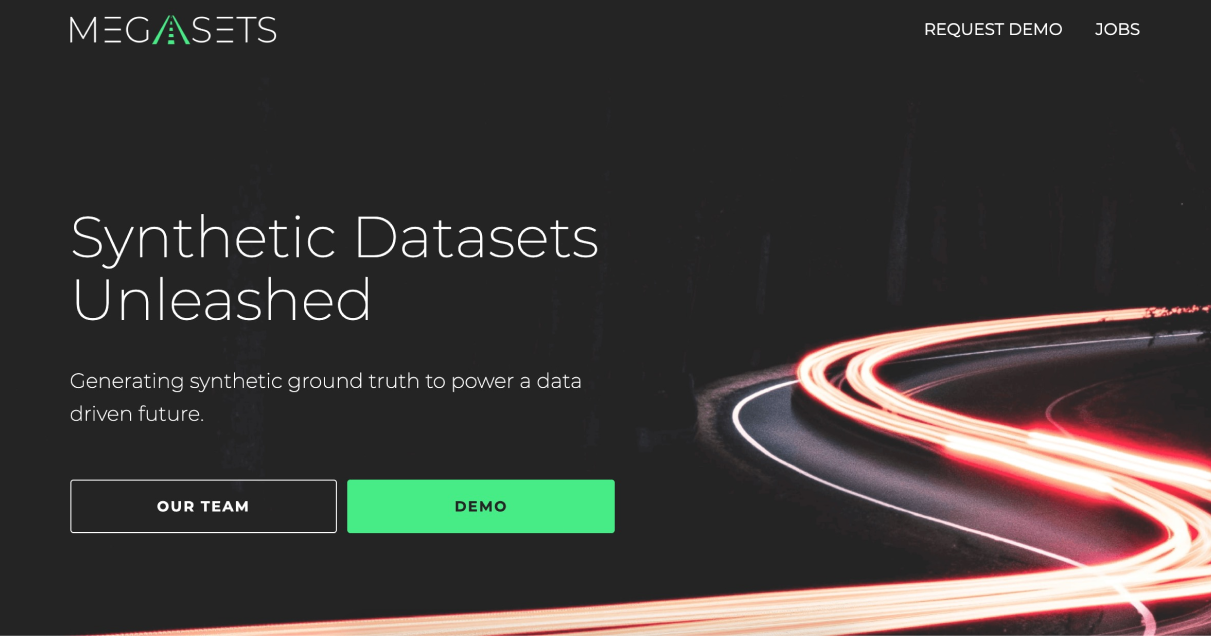 MEGASETS
REQUEST DEMO
JOBS
Synthetic Datasets
Unleashed
Generating synthetic ground truth to power a data
driven future.
OUR TEAM
DEMO